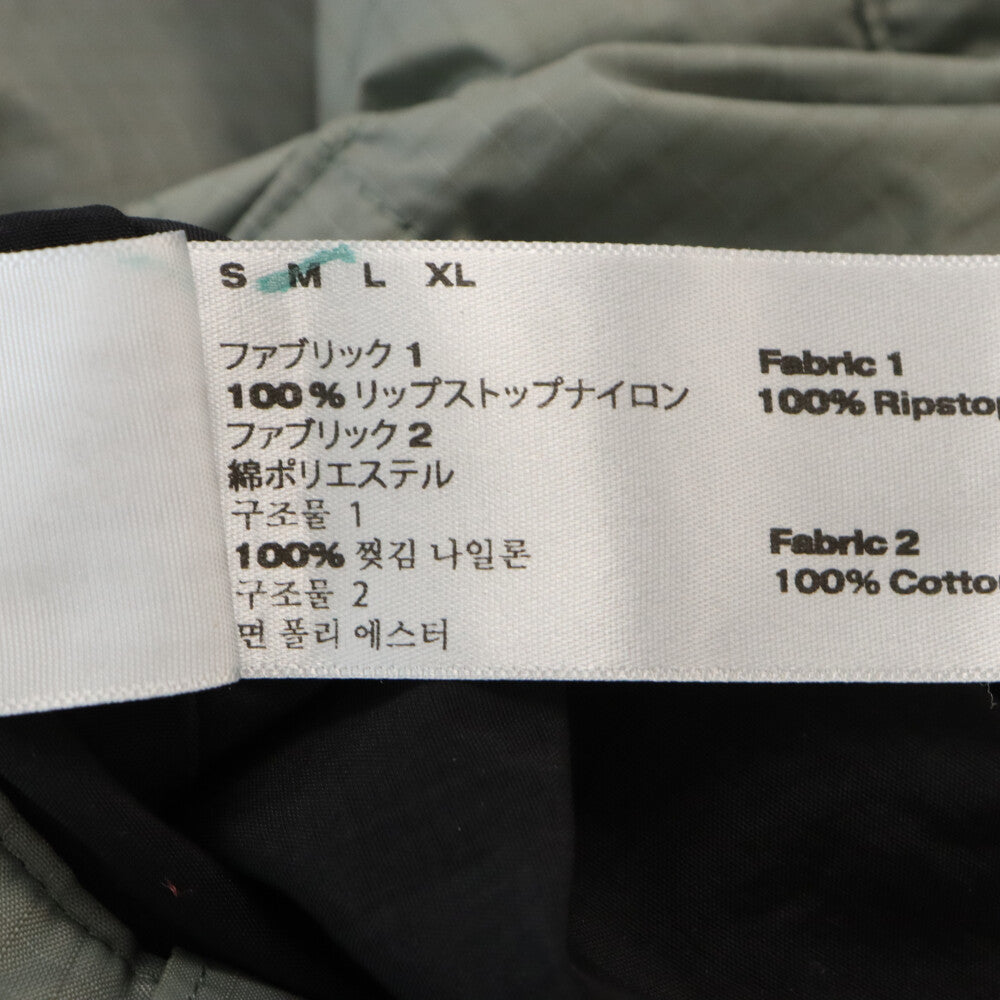 S M L XL
ファブリック 1
100 % リップストップナイロン
ファブリック 2
綿ポリエステル
구조물 1
100% 찢김 나일론
구조물 2
면 폴리 에스터
Fabric 1
100%
Fabric 2
100%